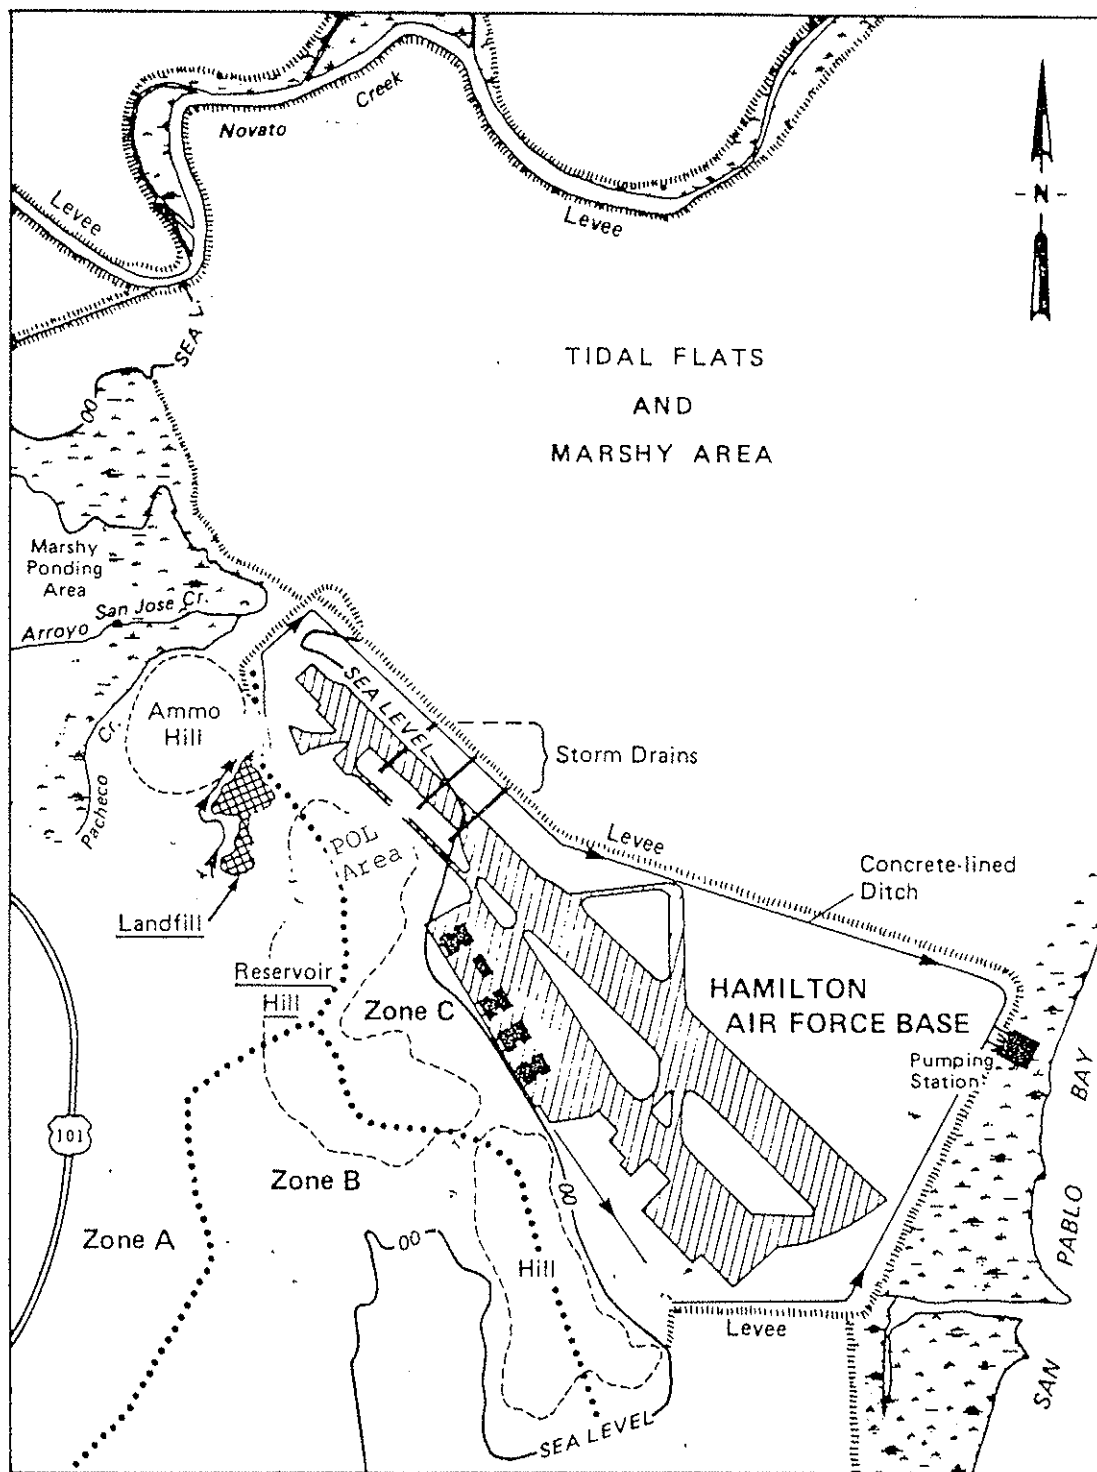 Novato
Creek
Levee
Levee
N
SEA L.
00
TIDAL FLATS
AND
MARSHY AREA
Marshy
Ponding
Area
San Jose Cr.
Arroyo
Ammo
Hill
Pacheco Cr.
SEA LEVEL
Storm Drains
POL
Area
Levee
Concrete-lined
Ditch
Landfill
Reservoir
Hill
Zone C
HAMILTON
AIR FORCE BASE
Pumping
Station
101
Zone B
Zone A
00
00
Hill
Levee
SEA LEVEL
SAN PABLO BAY